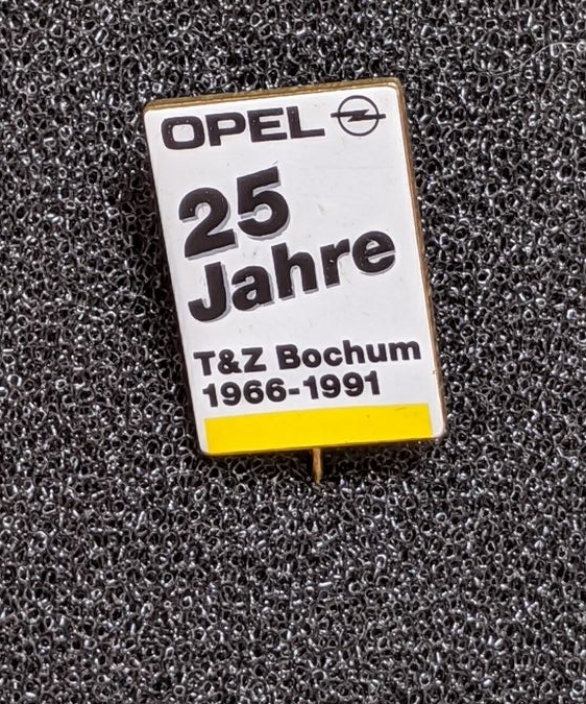 OPEL
25
Jahre
T&Z Bochum
1966-1991